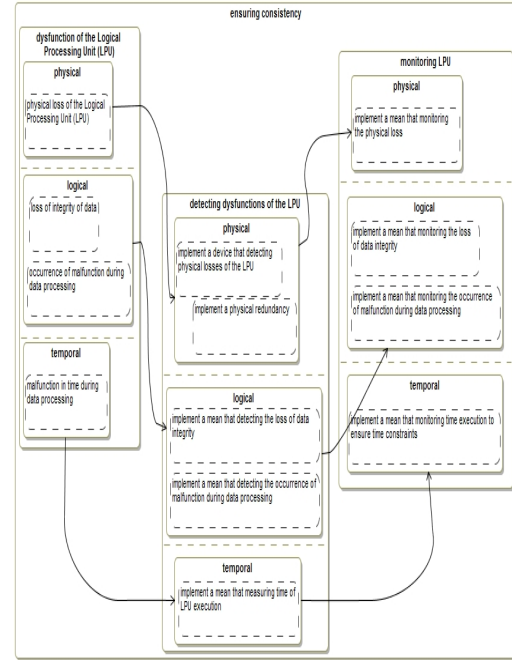 ensuring consistency
dysfunction of the Logical
Processing Unit (LPU)
physical
physical loss of the Logical
Processing Unit (LPU)
logical
loss of integrity of data
occurrence of malfunction during
data processing
temporal
malfunction in time during
data processing
detecting dysfunctions of the LPU
physical
implement a device that detecting
physical losses of the LPU
implement a physical redundancy
logical
implement a mean that detecting the loss of data
integrity
implement a mean that detecting the occurrence of
malfunction during data processing
temporal
implement a mean that measuring time of
LPU execution
monitoring LPU
physical
implement a mean that monitoring
the physical loss
logical
implement a mean that monitoring the loss
of data integrity
implement a mean that monitoring the occurrence
of malfunction during data processing
temporal
implement a mean that monitoring time execution to
ensure time constraints